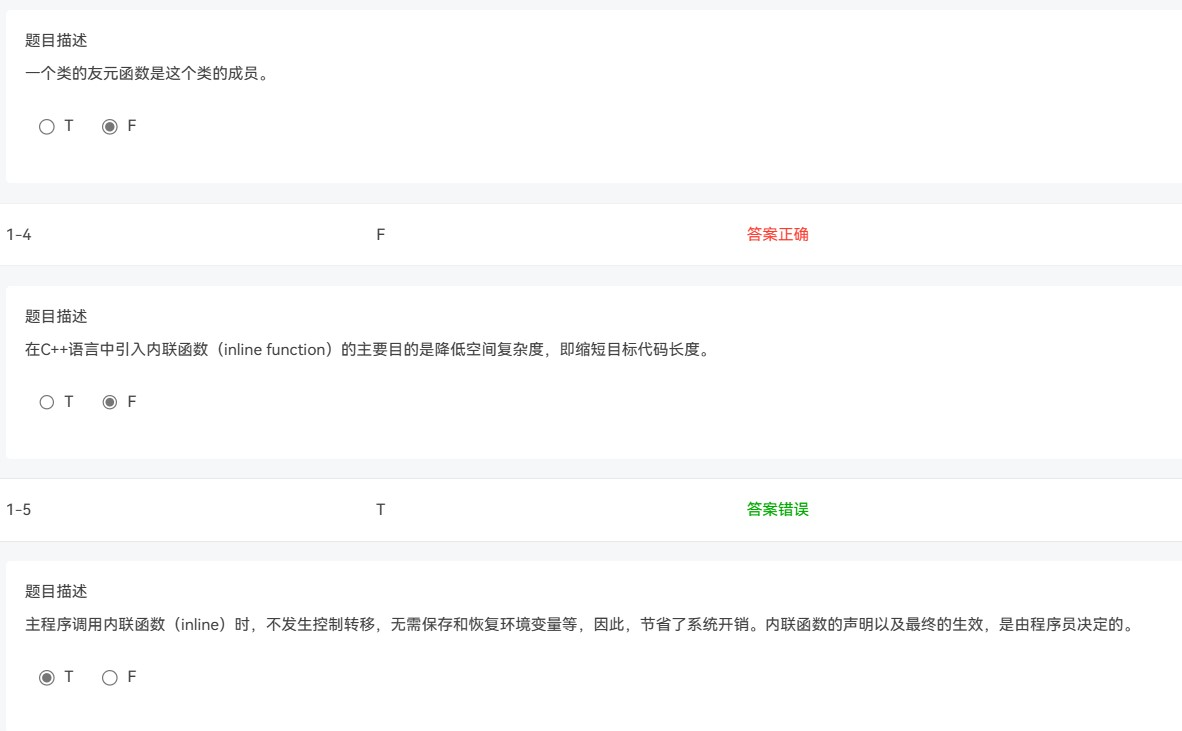 题目描述
一个类的友元函数是这个类的成员。
T F
1-4 F 答案正确
题目描述
在C++语言中引入内联函数（inline function）的主要目的是降低空间复杂度，即缩短目标代码长度。
T F
1-5 T 答案错误
题目描述
主程序调用内联函数（inline）时，不发生控制转移，无需保存和恢复环境变量等，因此，节省了系统开销。内联函数的声明以及最终的生效，是由程序员决定的。
T F